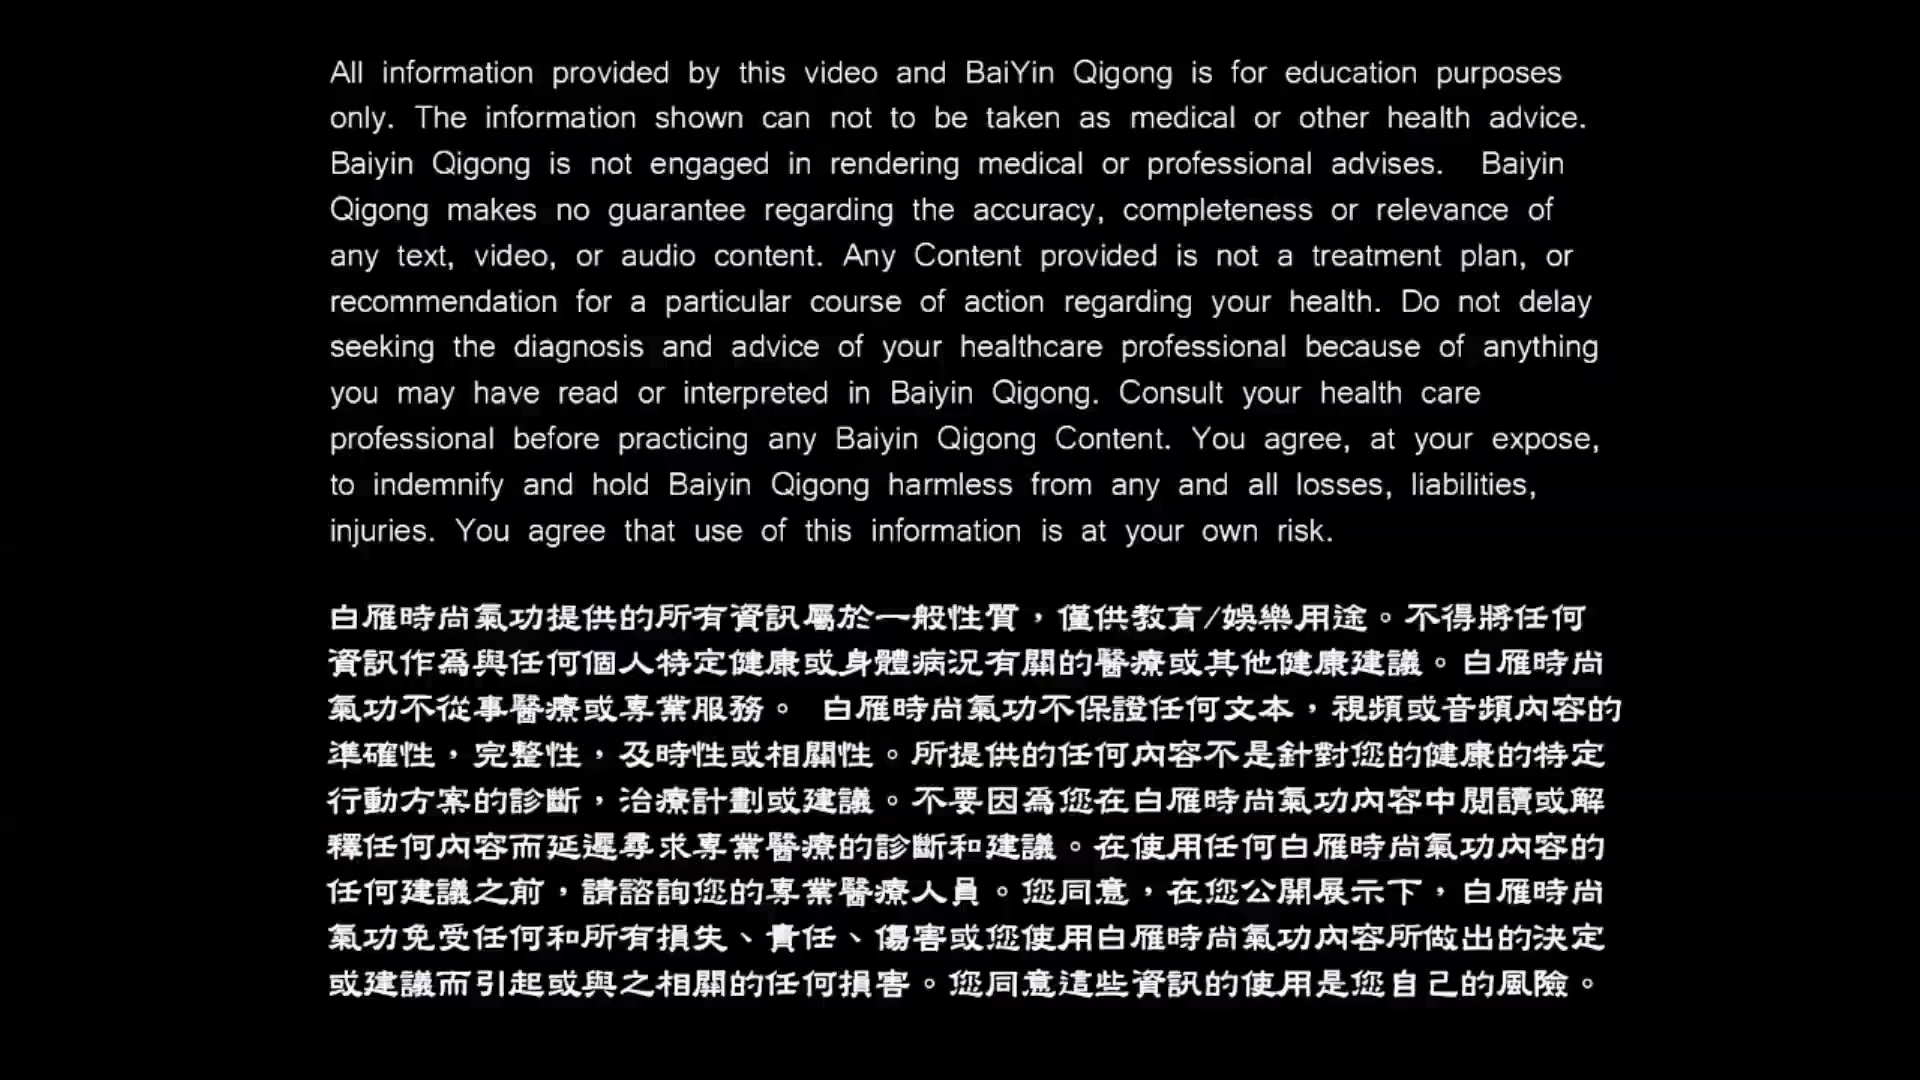 All information provided by this video and BaiYin Qigong is for education purposes
only. The information shown can not to be taken as medical or other health advice.
Baiyin Qigong is not engaged in rendering medical or professional advises. Baiyin
Qigong makes no guarantee regarding the accuracy, completeness or relevance of
any text, video, or audio content. Any Content provided is not a treatment plan, or
recommendation for a particular course of action regarding your health. Do not delay
seeking the diagnosis and advice of your healthcare professional because of anything
you may have read or interpreted in Baiyin Qigong. Consult your health care
professional before practicing any Baiyin Qigong Content. You agree, at your expose,
to indemnify and hold Baiyin Qigong harmless from any and all losses, liabilities,
injuries. You agree that use of this information is at your own risk.
白雁時尚氣功提供的所有資訊屬於一般性質，僅供教育/娛樂用途。不得將任何
資訊作為與任何個人特定健康或身體病況有關的醫療或其他健康建議。白雁時尚
氣功不從事醫療或專業服務。 白雁時尚氣功不保證任何文本，視頻或音頻內容的
準確性，完整性，及時性或相關性。所提供的任何內容不是針對您的健康的特定
行動方案的診斷，治療計劃或建議。不要因為您在白雁時尚氣功內容中閱讀或解
釋任何內容而延遲尋求專業醫療的診斷和建議。在使用任何白雁時尚氣功內容的
任何建議之前，請諮詢您的專業醫療人員。您同意，在您公開展示下，白雁時尚
氣功免受任何和所有損失、責任、傷害或您使用白雁時尚氣功內容所做出的決定
或建議而引起或與之相關的任何損害。您同意這些資訊的使用是您自己的風險。